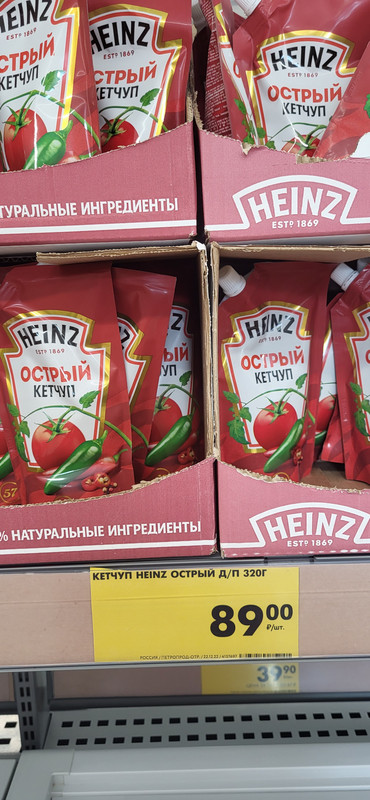 HEINZ
ESTD 1869
ОСТРЫЙ
КЕТЧУП
HEINZ
ESTD 1869
ОСТРЫЙ
КЕТЧУП
HEINZ
ESTD 1869
ОСТРЫЙ
КЕТЧУП
ТУРАЛЬНЫЕ ИНГРЕДИЕНТЫ
HEINZ
ESTD 1869
HEINZ
ESTD 1869
ОСТРЫЙ
КЕТЧУП
57
HEINZ
ОСТРЫЙ
КЕТЧУП
% НАТУРАЛЬНЫЕ ИНГРЕДИЕНТЫ
HEINZ
ESTD 1869
КЕТЧУП HEINZ ОСТРЫЙ Д/П 320Г
89 00
₽/шт.
39 90